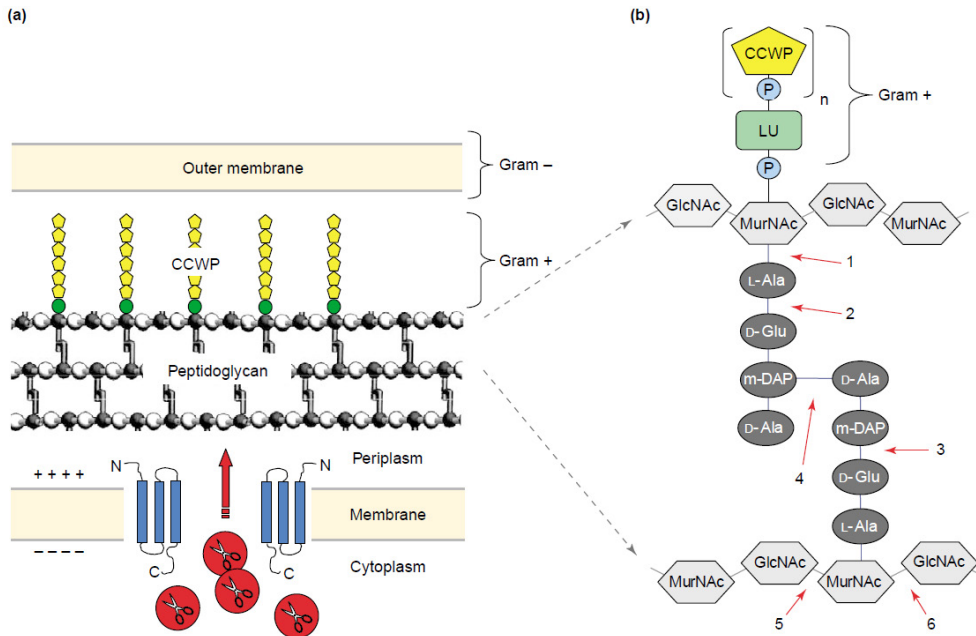 (a)
Outer membrane
Gram –
CCWP
Gram +
Peptidoglycan
N
N
Periplasm
+ + + +
Membrane
– – – –
C
C
Cytoplasm
(b)
CCWP
P
n
Gram +
LU
P
GlcNAc
MurNAc
GlcNAc
MurNAc
1
L-Ala
2
D-Glu
m-DAP
D-Ala
D-Ala
m-DAP
3
4
D-Glu
L-Ala
MurNAc
GlcNAc
MurNAc
GlcNAc
5
6